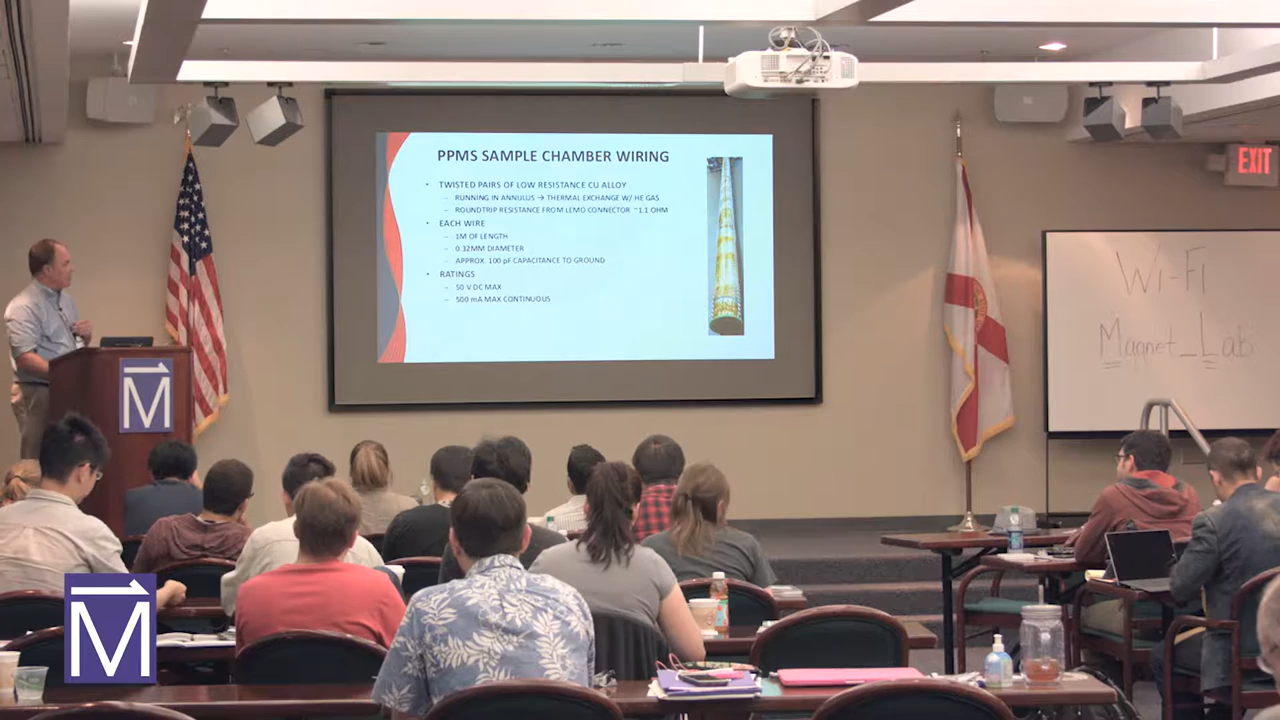 PPMS SAMPLE CHAMBER WIRING
• TWISTED PAIRS OF LOW RESISTANCE CU ALLOY
– RUNNING IN ANNULUS → THERMAL EXCHANGE W/ HE GAS
– ROUNDTRIP RESISTANCE FROM LEMO CONNECTOR ~1.1 OHM
• EACH WIRE
– 1M OF LENGTH
– 0.32MM DIAMETER
– APPROX. 100 pF CAPACITANCE TO GROUND
• RATINGS
– 50 V DC MAX
– 500 mA MAX CONTINUOUS
EXIT
Wi-Fi
Magnet_Lab
M
M